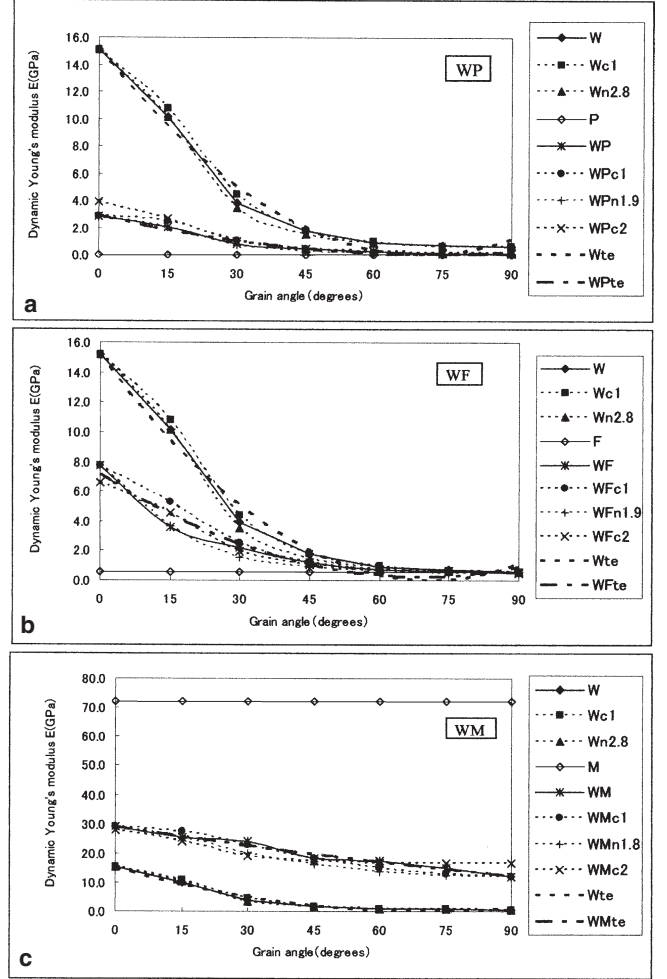 16.0
14.0
12.0
10.0
8.0
6.0
4.0
2.0
0.0
Dynamic Young's modulus E(GPa)
0 15 30 45 60 75 90
Grain angle(degrees)
WP
W
Wc1
Wn2.8
P
WP
WPc1
WPn1.9
WPc2
Wte
WPte
a
16.0
14.0
12.0
10.0
8.0
6.0
4.0
2.0
0.0
Dynamic Young's modulus E(GPa)
0 15 30 45 60 75 90
Grain angle(degrees)
WF
W
Wc1
Wn2.8
F
WF
WFc1
WFn1.9
WFc2
Wte
WFte
b
80.0
70.0
60.0
50.0
40.0
30.0
20.0
10.0
0.0
Dynamic Young's modulus E(GPa)
0 15 30 45 60 75 90
Grain angle(degrees)
WM
W
Wc1
Wn2.8
M
WM
WMc1
WMn1.8
WMc2
Wte
WMte
c